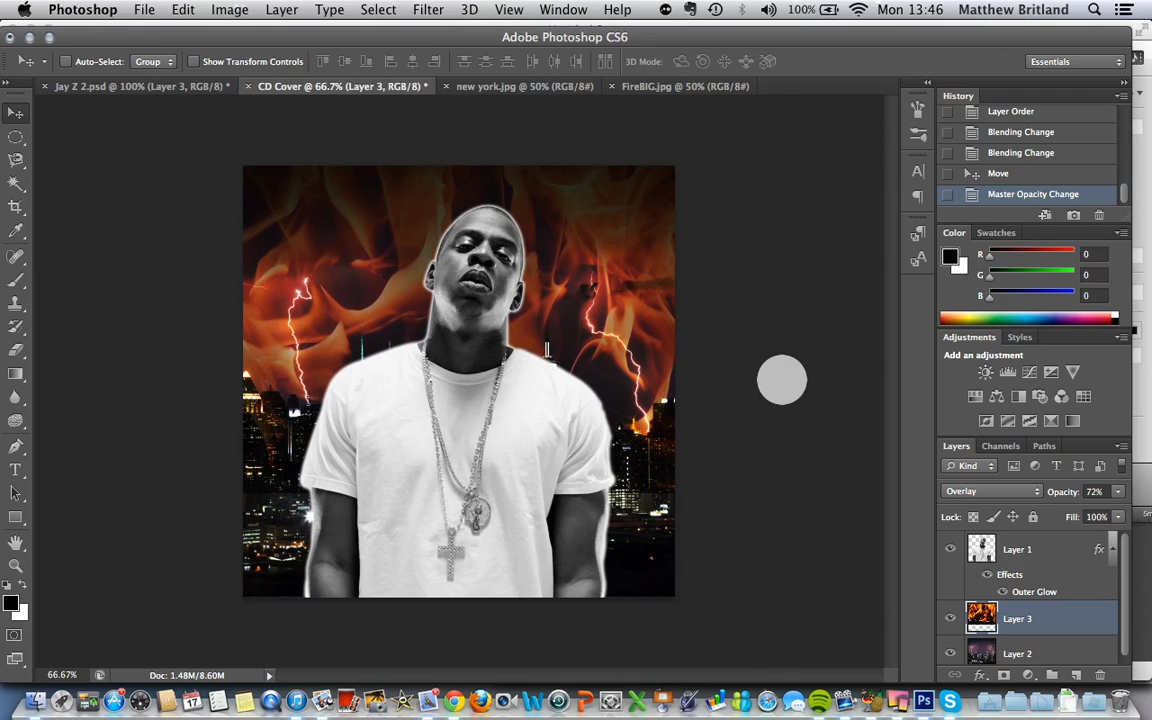 Photoshop File Edit Image Layer Type Select Filter 3D View Window Help 100% Mon 13:46 Matthew Britland
Adobe Photoshop CS6
Auto-Select: Group Show Transform Controls 3D Mode: Essentials
Jay Z 2.psd @ 100% (Layer 3, RGB/8) * CD Cover @ 66.7% (Layer 3, RGB/8) * new york.jpg @ 50% (RGB/8#) FireBIG.jpg @ 50% (RGB/8#)
History
Layer Order
Blending Change
Blending Change
Move
Master Opacity Change
Color Swatches
R 0
G 0
B 0
Adjustments Styles
Add an adjustment
Layers Channels Paths
Kind
Overlay Opacity: 72%
Lock: Fill: 100%
Layer 1 fx
Effects
Outer Glow
Layer 3
Layer 2
66.67% Doc: 1.48M/8.60M